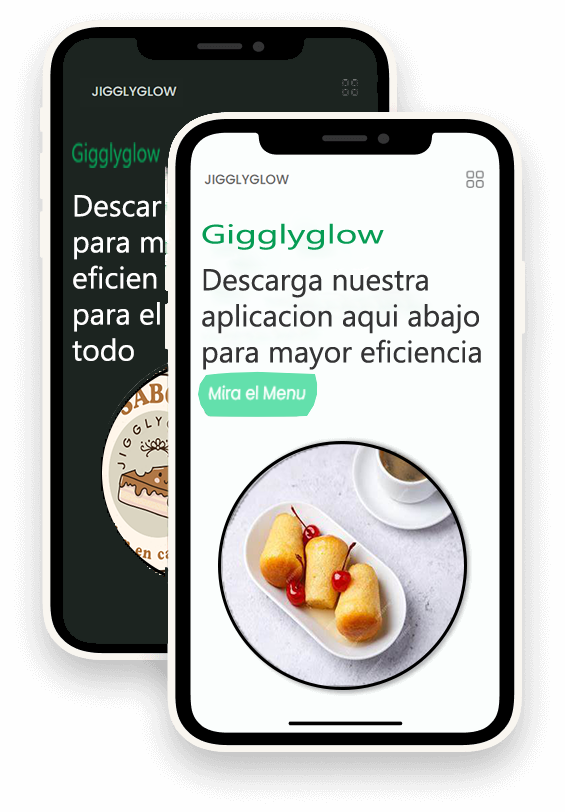 JIGGLYGLOW
Gigglyglow
Descar
para m
eficien
para el
todo
SABO
JIGGLYG
en ca
JIGGLYGLOW
Gigglyglow
Descarga nuestra
aplicacion aqui abajo
para mayor eficiencia
Mira el Menu